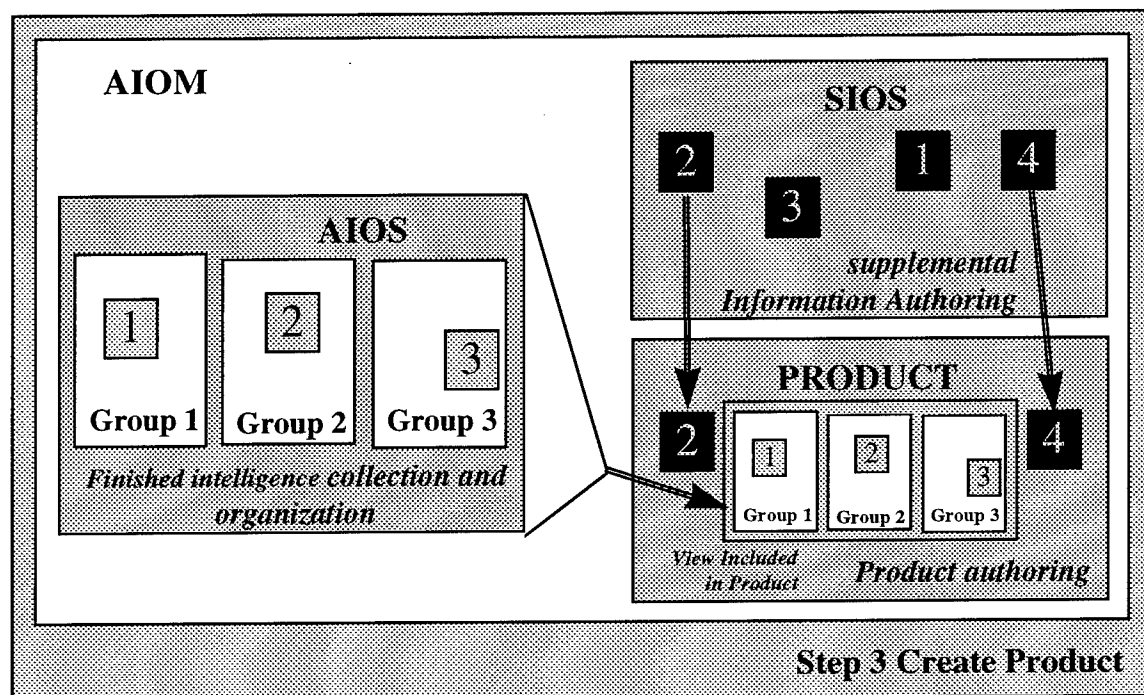 AIOM
SIOS
2
3
1
4
supplemental
Information Authoring
AIOS
1
2
3
Group 1
Group 2
Group 3
Finished intelligence collection and
organization
PRODUCT
2
1
2
3
4
Group 1
Group 2
Group 3
View Included
in Product
Product authoring
Step 3 Create Product